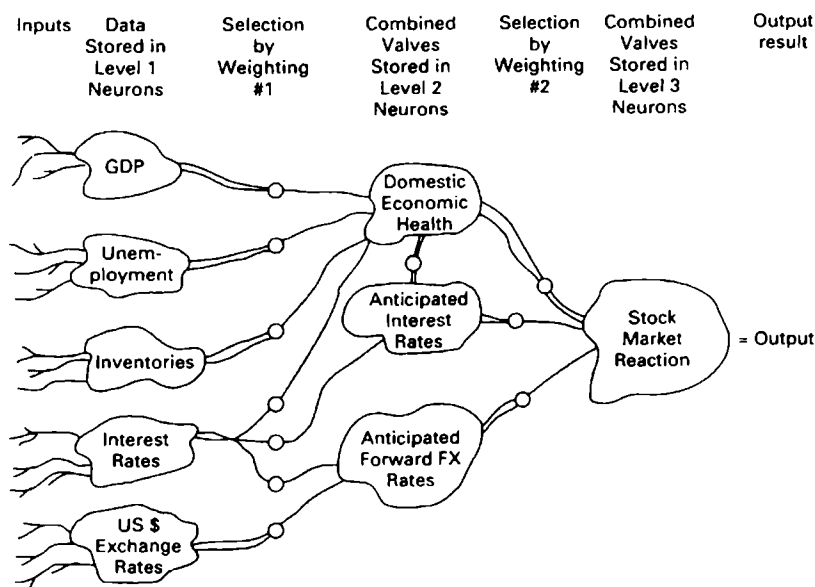 Inputs
Data
Stored in
Level 1
Neurons
Selection
by
Weighting
#1
Combined
Valves
Stored in
Level 2
Neurons
Selection
by
Weighting
#2
Combined
Valves
Stored in
Level 3
Neurons
Output
result
GDP
Unem-
ployment
Inventories
Interest
Rates
US $
Exchange
Rates
Domestic
Economic
Health
Anticipated
Interest
Rates
Anticipated
Forward FX
Rates
Stock
Market
Reaction
= Output